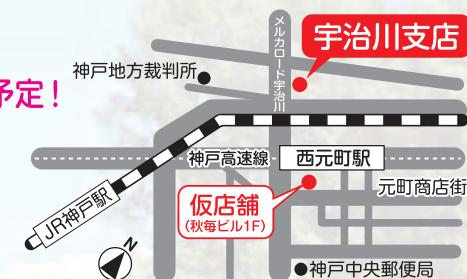 宇治川支店
メルカロード宇治川
神戸地方裁判所
予定!
神戸高速線
西元町駅
元町商店街
仮店舗
(秋毎ビル1F)
JR神戸駅
N
神戸中央郵便局